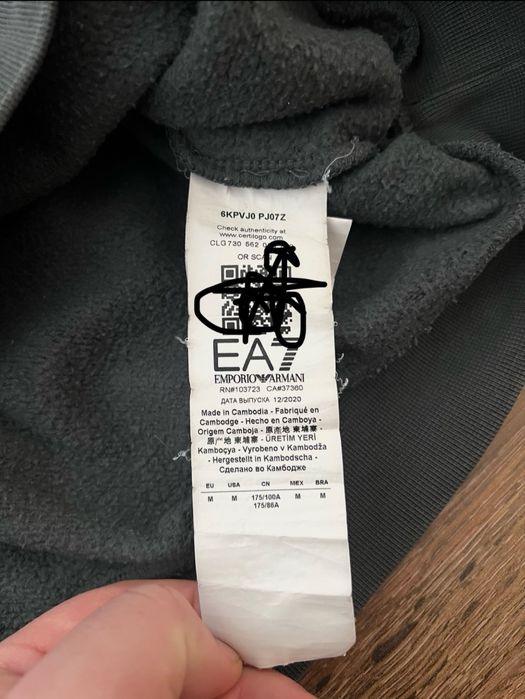 6KPVJ0 PJ07Z
Check authenticity at
www.certilogo.com
CLG 730 562
OR
EA7
EMPORIO ARMANI
RN#103723 CA#37360
ДАТА ВЫПУСКА 12/2020
Made in Cambodia - Fabriqué en
Cambodge - Hecho en Camboya -
Origem Camboja - 原產地 柬埔寨 -
原产地 柬埔寨 - ÜRETİM YERİ
Kamboçya - Vyrobeno v Kambodža
- Hergestellt in Kambodscha -
Сделано во Камбодже
EU USA CN MEX BRA
M M 175/100A M M
175/86A